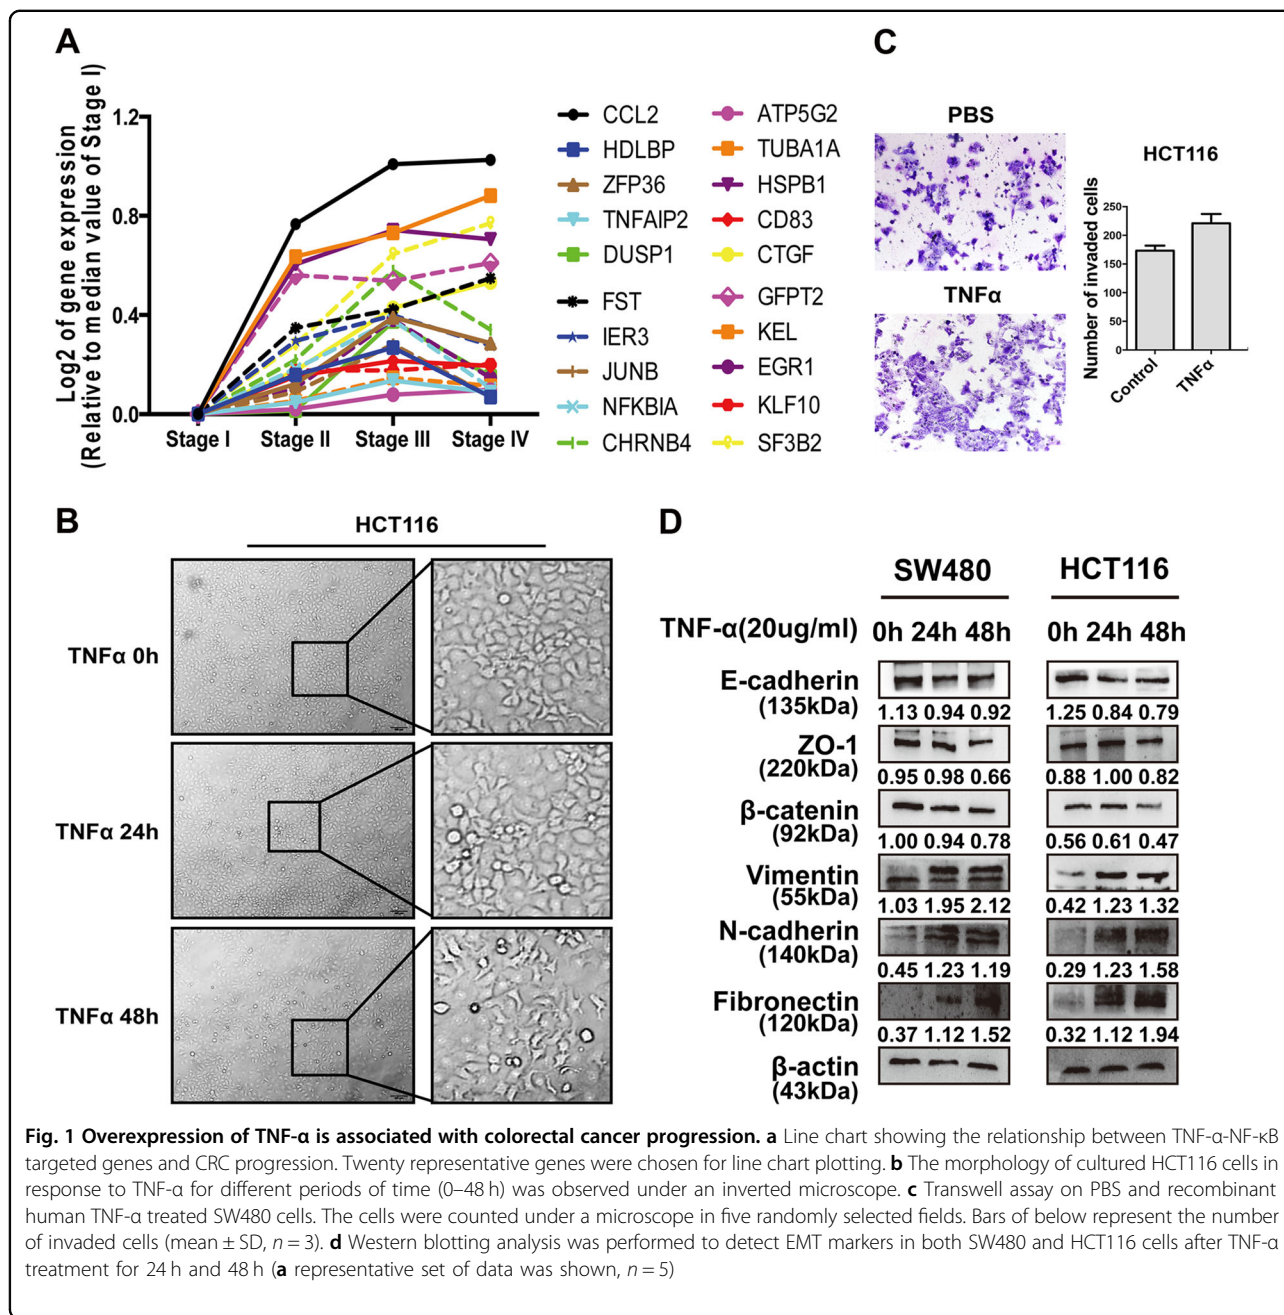 A
Log2 of gene expression
(Relative to median value of Stage I)
1.2
0.8
0.4
0.0
Stage I Stage II Stage III Stage IV
CCL2
HDLBP
ZFP36
TNFAIP2
DUSP1
FST
IER3
JUNB
NFKBIA
CHRNB4
ATP5G2
TUBA1A
HSPB1
CD83
CTGF
GFPT2
KEL
EGR1
KLF10
SF3B2
C
PBS
TNFα
HCT116
Number of invaded cells
250
200
150
100
50
0
Control
TNFα
B
HCT116
TNFα 0h
TNFα 24h
TNFα 48h
D
SW480 HCT116
TNF-α(20ug/ml) 0h 24h 48h 0h 24h 48h
E-cadherin
(135kDa)
1.13 0.94 0.92 1.25 0.84 0.79
ZO-1
(220kDa)
0.95 0.98 0.66 0.88 1.00 0.82
β-catenin
(92kDa)
1.00 0.94 0.78 0.56 0.61 0.47
Vimentin
(55kDa)
1.03 1.95 2.12 0.42 1.23 1.32
N-cadherin
(140kDa)
0.45 1.23 1.19 0.29 1.23 1.58
Fibronectin
(120kDa)
0.37 1.12 1.52 0.32 1.12 1.94
β-actin
(43kDa)
Fig. 1 Overexpression of TNF-α is associated with colorectal cancer progression. a Line chart showing the relationship between TNF-α-NF-κB
targeted genes and CRC progression. Twenty representative genes were chosen for line chart plotting. b The morphology of cultured HCT116 cells in
response to TNF-α for different periods of time (0–48 h) was observed under an inverted microscope. c Transwell assay on PBS and recombinant
human TNF-α treated SW480 cells. The cells were counted under a microscope in five randomly selected fields. Bars of below represent the number
of invaded cells (mean ± SD, n = 3). d Western blotting analysis was performed to detect EMT markers in both SW480 and HCT116 cells after TNF-α
treatment for 24 h and 48 h (a representative set of data was shown, n = 5)